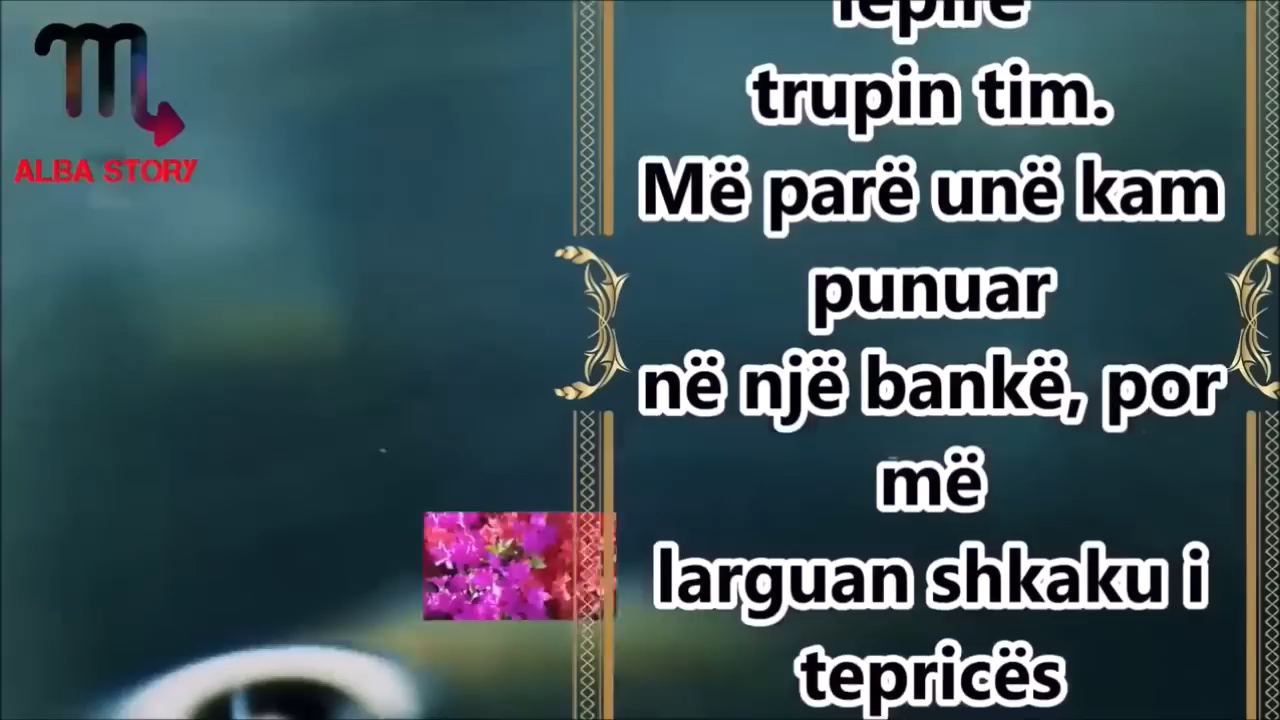 ALBA STORY
trupin tim.
Më parë unë kam
punuar
në një bankë, por
më
larguan shkaku i
tepricës